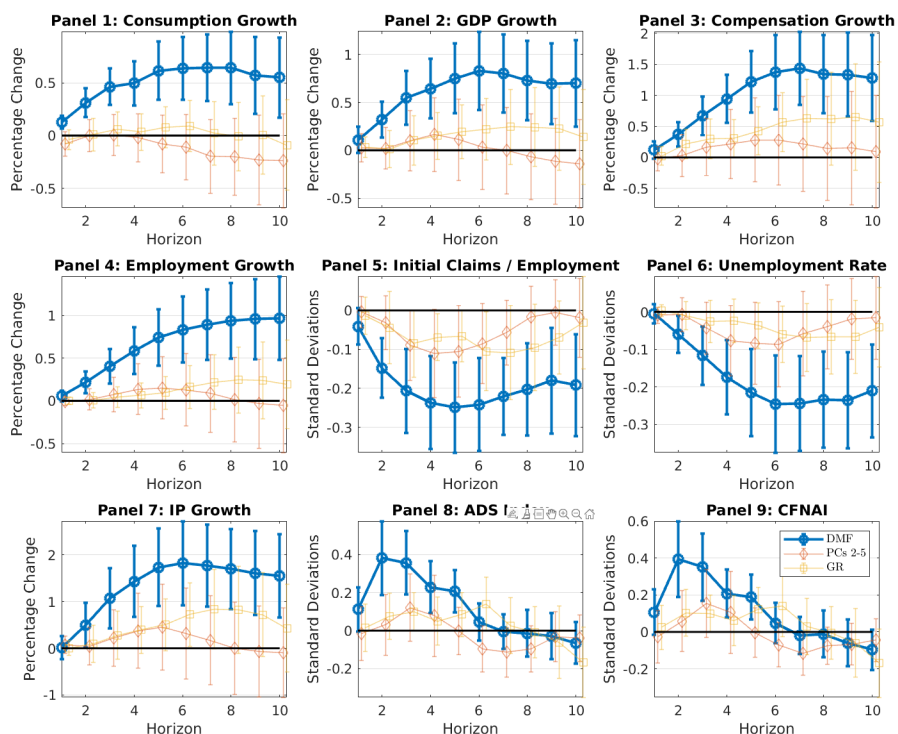 Panel 1: Consumption Growth
Percentage Change
0.5
0
-0.5
2 4 6 8 10
Horizon
Panel 2: GDP Growth
Percentage Change
1
0.5
0
-0.5
2 4 6 8 10
Horizon
Panel 3: Compensation Growth
Percentage Change
2
1.5
1
0.5
0
0.5
2 4 6 8 10
Horizon
Panel 4: Employment Growth
Percentage Change
1
0.5
0
-0.5
2 4 6 8 10
Horizon
Panel 5: Initial Claims / Employment
Standard Deviations
0
-0.1
-0.2
-0.3
2 4 6 8 10
Horizon
Panel 6: Unemployment Rate
Standard Deviations
0
-0.1
-0.2
-0.3
2 4 6 8 10
Horizon
Panel 7: IP Growth
Percentage Change
2
1
0
-1
2 4 6 8 10
Horizon
Panel 8: ADS
Standard Deviations
0.4
0.2
0
-0.2
2 4 6 8 10
Horizon
Panel 9: CFNAI
Standard Deviations
0.6
0.4
0.2
0
-0.2
2 4 6 8 10
Horizon
DMF
PCs 2-5
GR